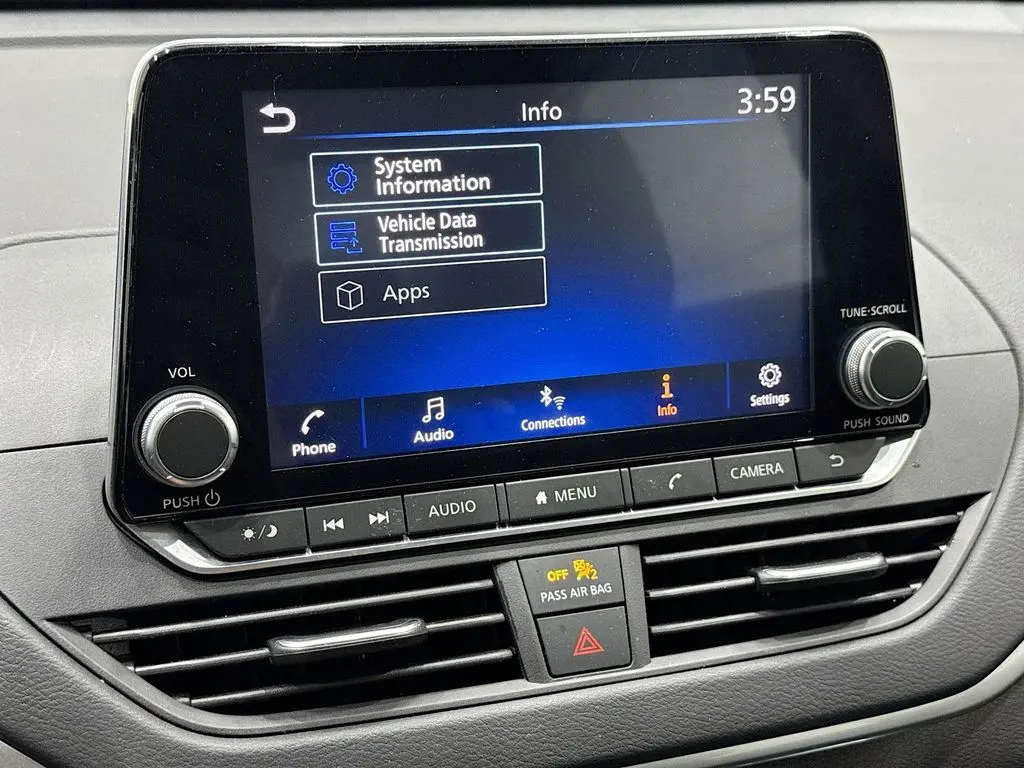 Info
3:59
System
Information
Vehicle Data
Transmission
Apps
TUNE·SCROLL
VOL
Phone
Audio
Connections
Info
Settings
PUSH SOUND
PUSH
AUDIO
MENU
CAMERA
OFF 2
PASS AIR BAG